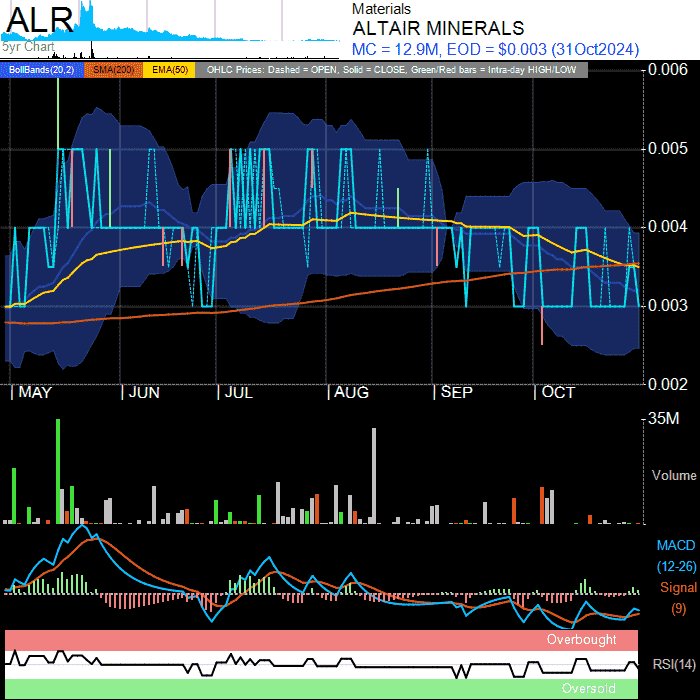 ALR
5yr Chart
Materials
ALTAIR MINERALS
MC = 12.9M, EOD = $0.003 (31Oct2024)
BollBands(20,2) SMA(200) EMA(50) OHLC Prices: Dashed = OPEN, Solid = CLOSE, Green/Red bars = Intra-day HIGH/LOW
0.006
0.005
0.004
0.003
0.002
MAY JUN JUL AUG SEP OCT
35M
Volume
MACD
(12-26)
Signal
(9)
Overbought
RSI(14)
Oversold